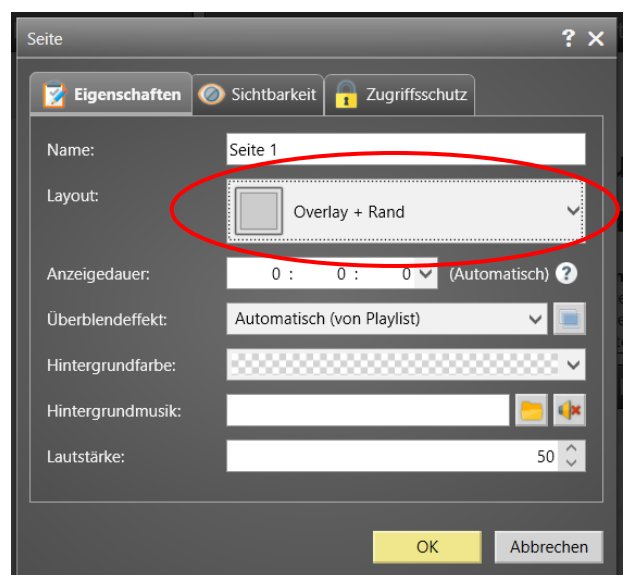 Seite ? ×
Eigenschaften Sichtbarkeit Zugriffsschutz
Name: Seite 1
Layout: Overlay + Rand
Anzeigedauer: 0 : 0 : 0 (Automatisch) ?
Überblendeffekt: Automatisch (von Playlist)
Hintergrundfarbe:
Hintergrundmusik:
Lautstärke: 50
OK Abbrechen